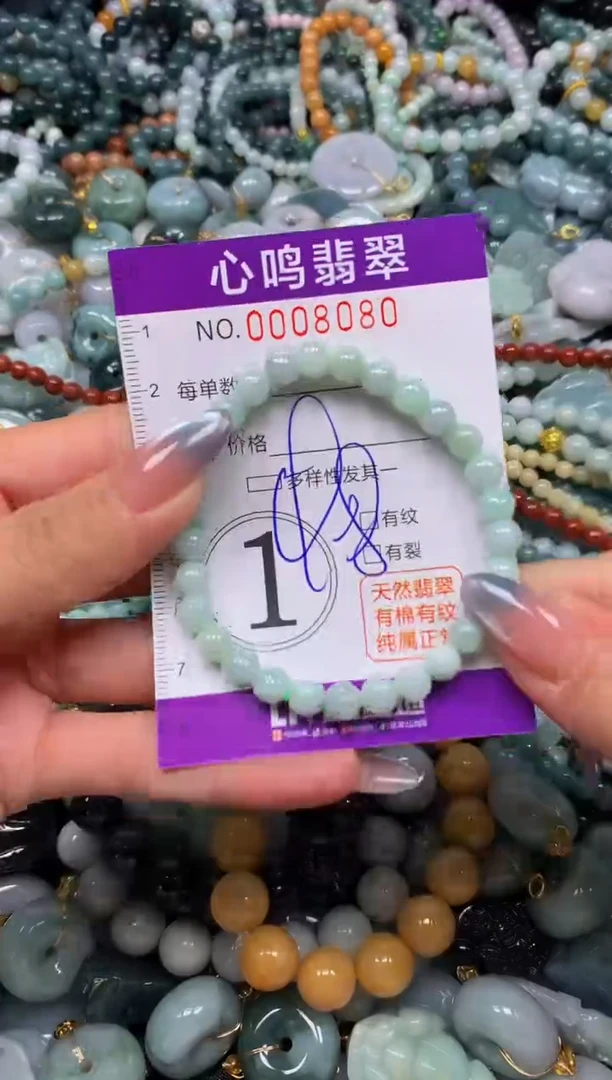 心鸣翡翠
NO.0008080
1
2
每单数
价格
多样性发其一
有纹
有裂
1
天然翡翠
有棉有纹
纯属正
7